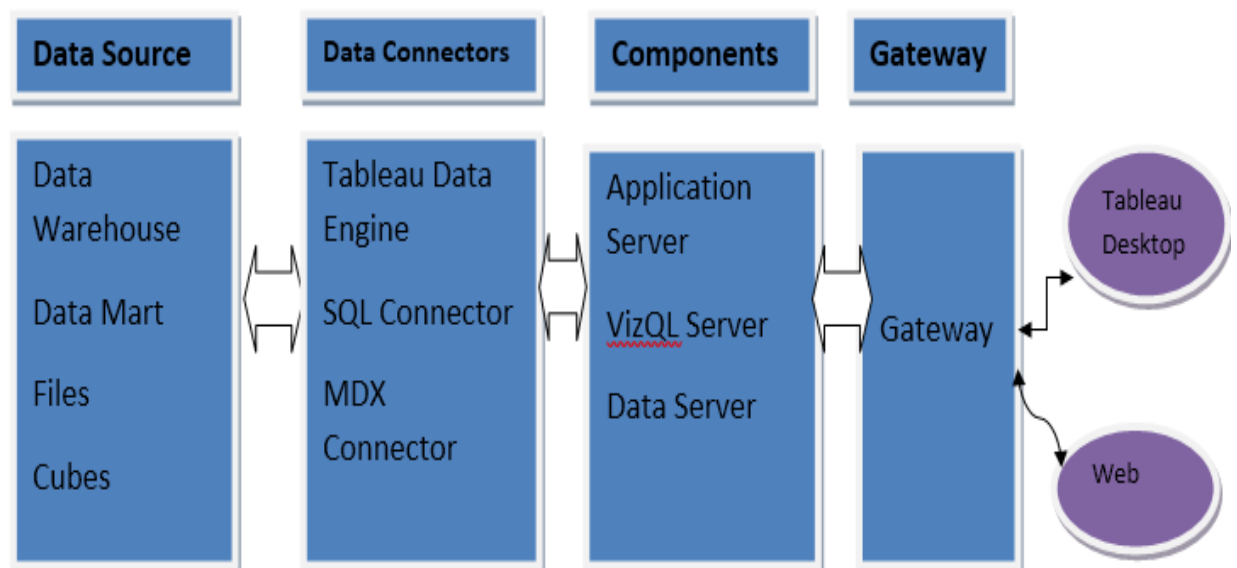 Data Source
Data Connectors
Components
Gateway
Data
Warehouse
Data Mart
Files
Cubes
Tableau Data
Engine
SQL Connector
MDX
Connector
Application
Server
VizQL Server
Data Server
Gateway
Tableau
Desktop
Web